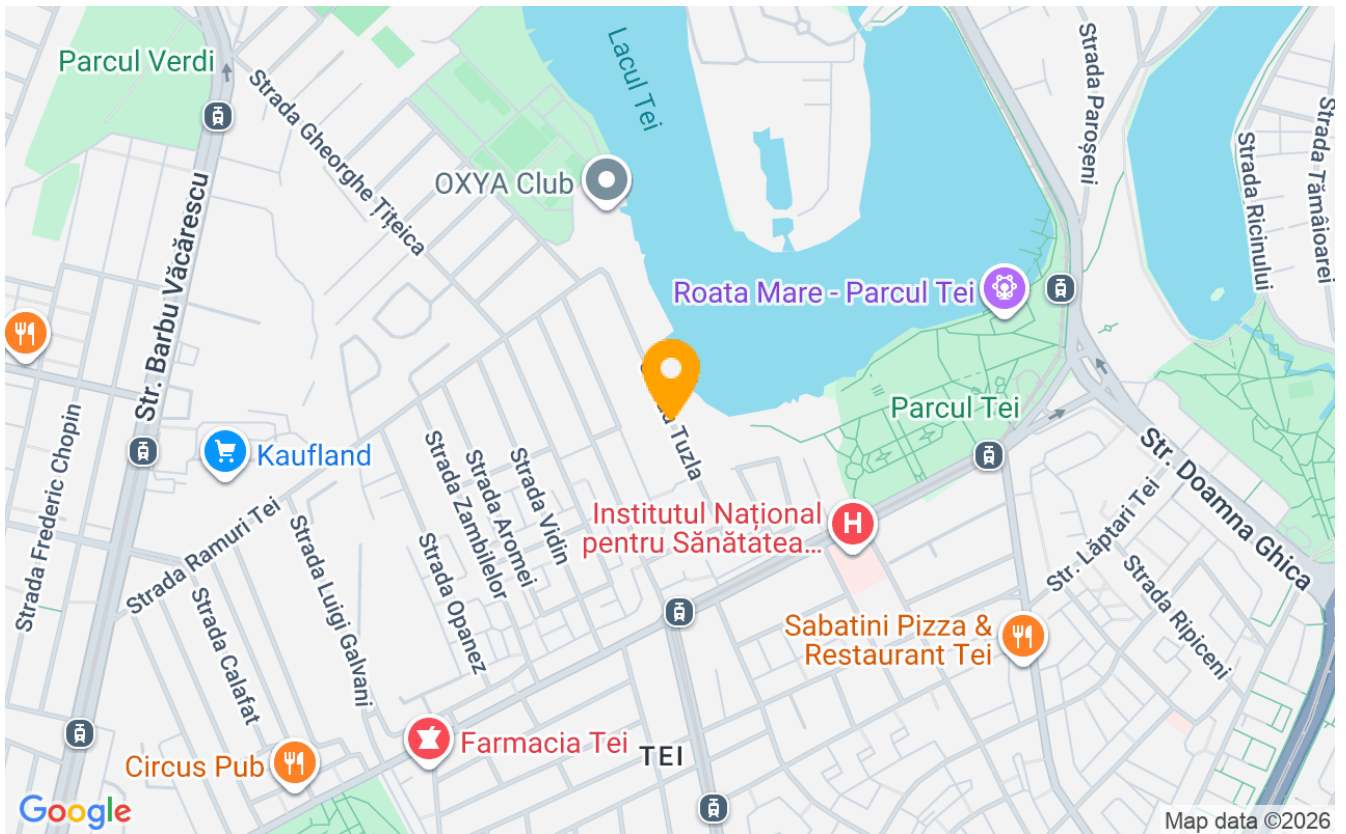 Parcul Verdi
Strada Gheorghe Țițeica
Lacul Tei
Strada Paroșeni
Strada Ricinului
Strada Tămâioarei
OXYA Club
Str. Barbu Văcărescu
Roata Mare - Parcul Tei
Strada Frederic Chopin
Kaufland
Tuzla
Parcul Tei
Strada Zambilelor
Strada Aromei
Strada Vidin
Strada Opanez
Strada Ramuri Tei
Strada Luigi Galvani
Strada Calafat
Institutul Național
pentru Sănătatea...
H
Str. Doamna Ghica
Str. Lăptari Tei
Strada Ripiceni
Sabatini Pizza &
Restaurant Tei
Farmacia Tei
TEI
Circus Pub
Google
Map data ©2026